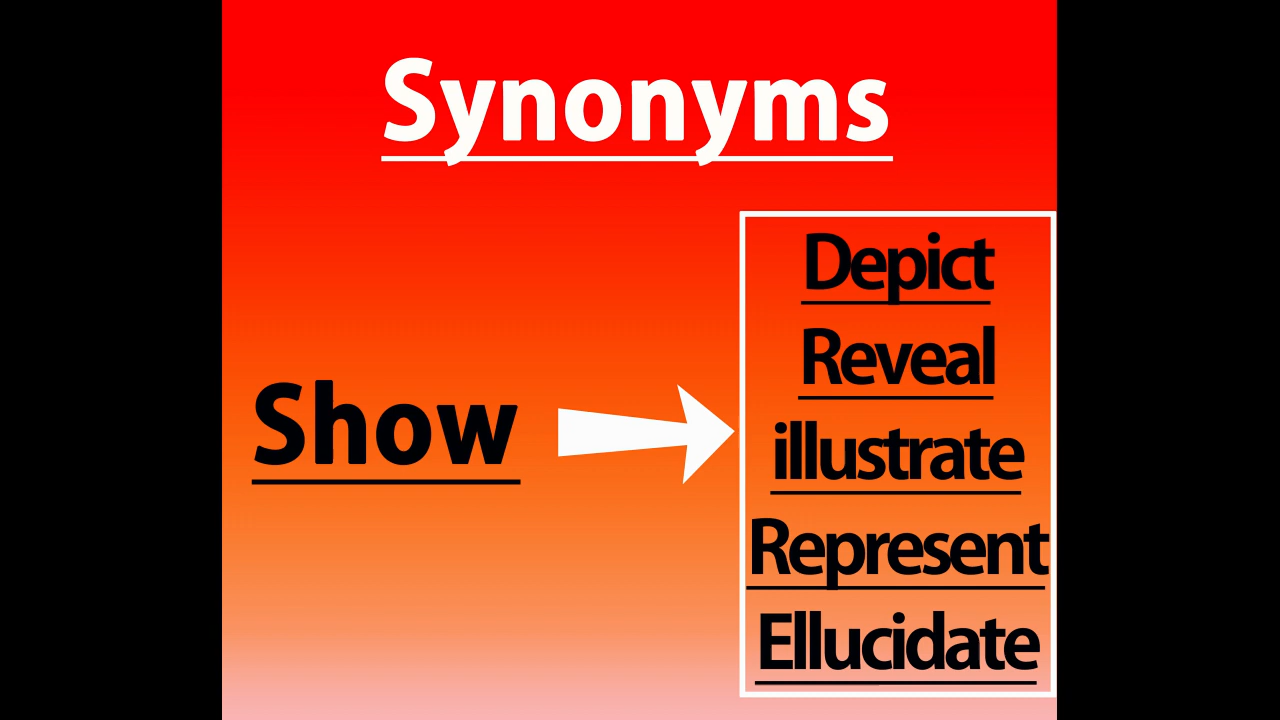 Synonyms
Show
Depict
Reveal
illustrate
Represent
Ellucidate